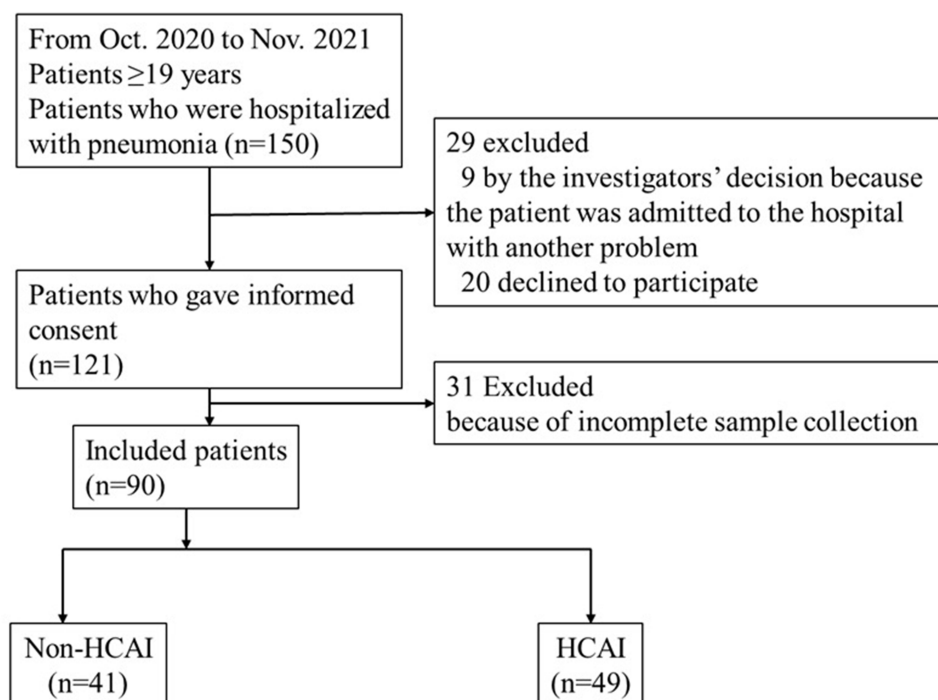 From Oct. 2020 to Nov. 2021
Patients ≥19 years
Patients who were hospitalized
with pneumonia (n=150)
29 excluded
9 by the investigators’ decision because
the patient was admitted to the hospital
with another problem
20 declined to participate
Patients who gave informed
consent
(n=121)
31 Excluded
because of incomplete sample collection
Included patients
(n=90)
Non-HCAI
(n=41)
HCAI
(n=49)